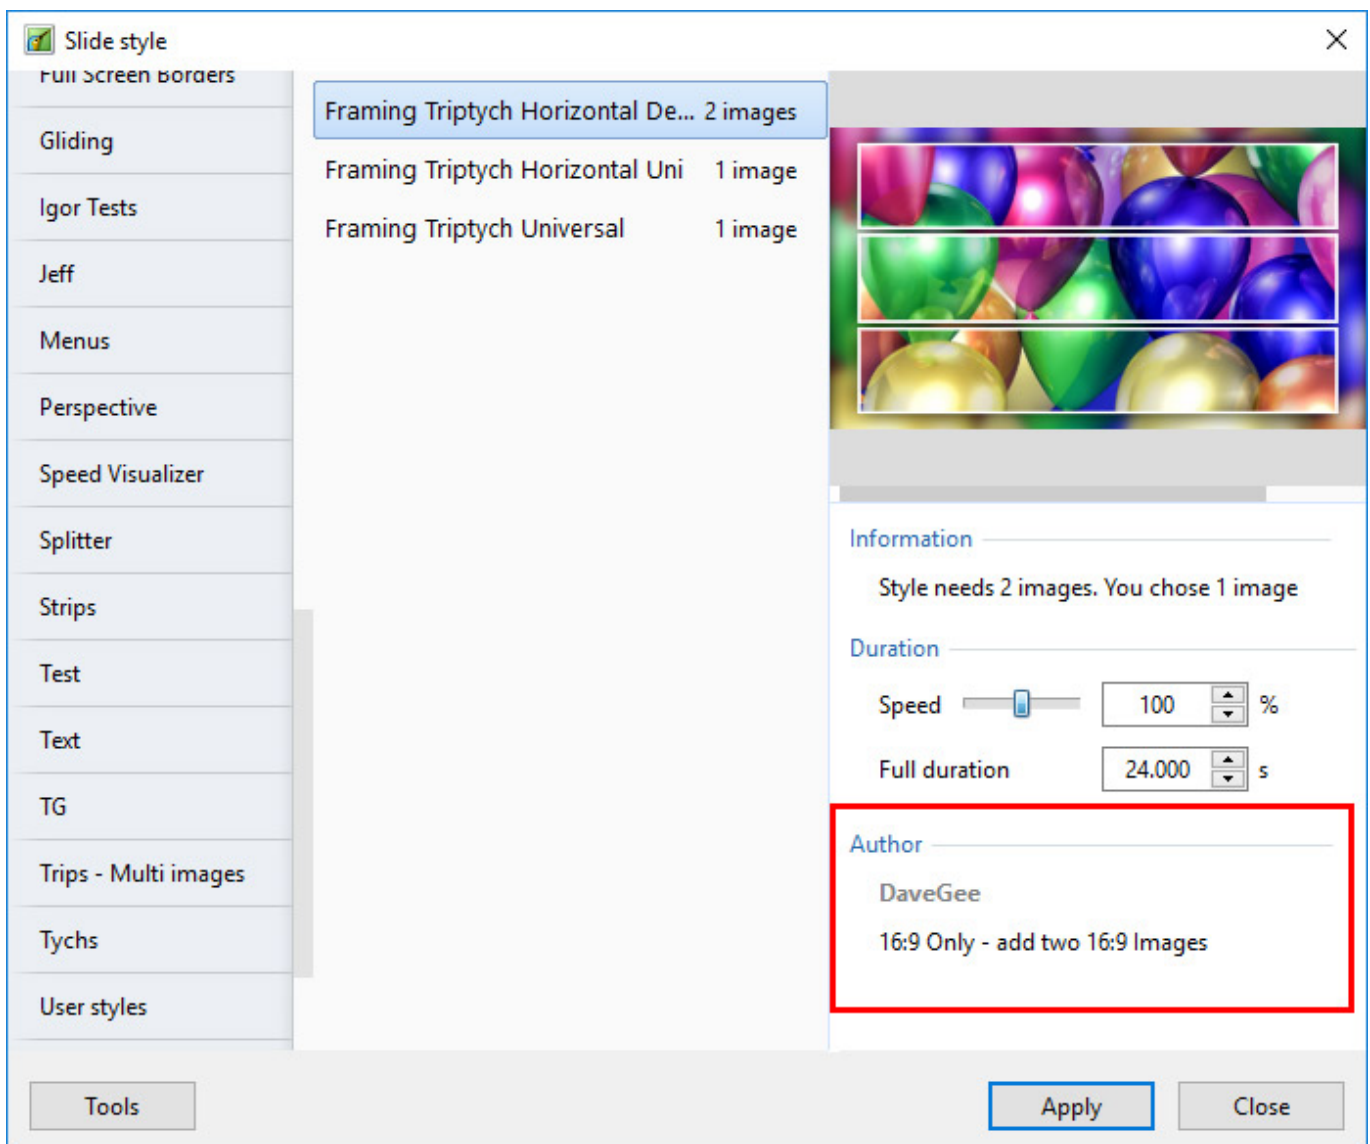 Slide style
Full Screen Borders
Gliding
Igor Tests
Jeff
Menus
Perspective
Speed Visualizer
Splitter
Strips
Test
Text
TG
Trips - Multi images
Tychs
User styles
Framing Triptych Horizontal De... 2 images
Framing Triptych Horizontal Uni 1 image
Framing Triptych Universal 1 image
Information
Style needs 2 images. You chose 1 image
Duration
Speed 100 %
Full duration 24.000 s
Author
DaveGee
16:9 Only - add two 16:9 Images
Tools Apply Close